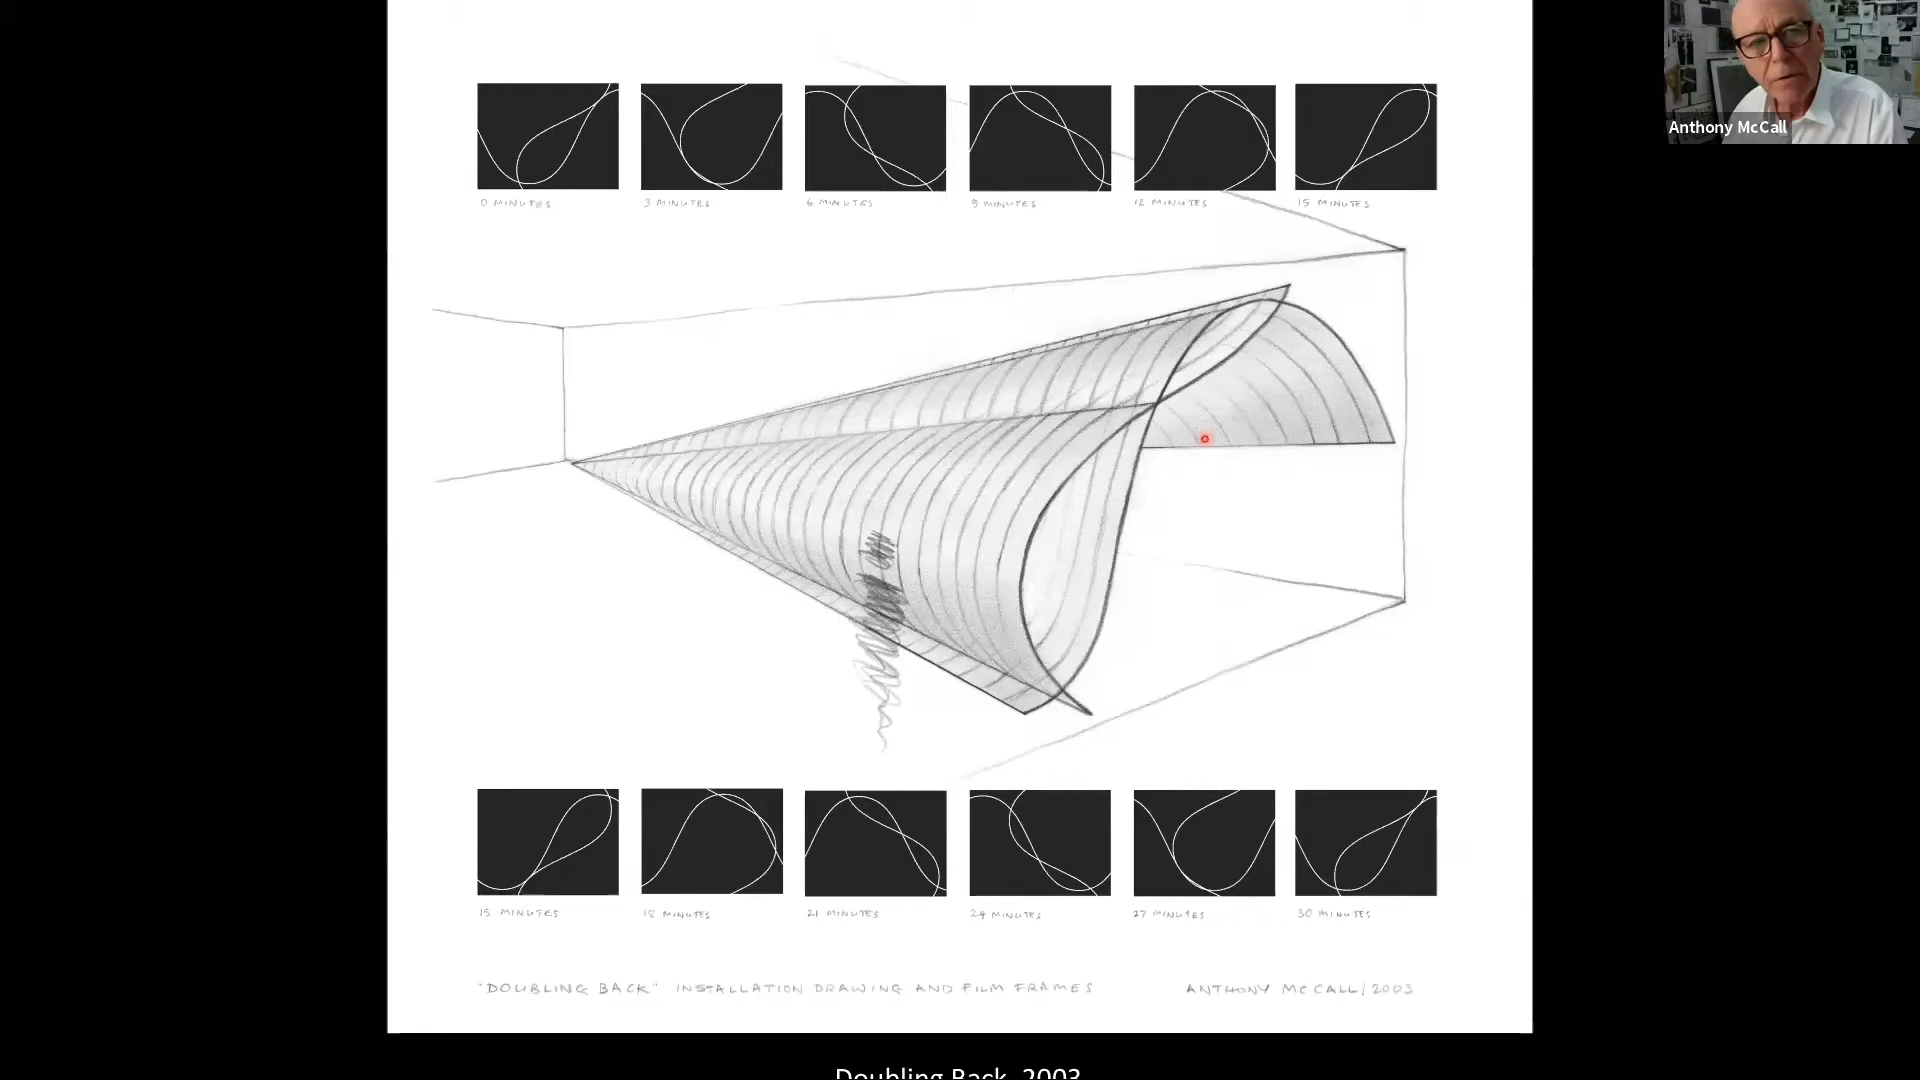 Anthony McCall
0 MINUTES
3 MINUTES
6 MINUTES
9 MINUTES
12 MINUTES
15 MINUTES
15 MINUTES
18 MINUTES
21 MINUTES
24 MINUTES
27 MINUTES
30 MINUTES
"DOUBLING BACK" INSTALLATION DRAWING AND FILM FRAMES
ANTHONY MCCALL/2003
Doubling Back, 2003